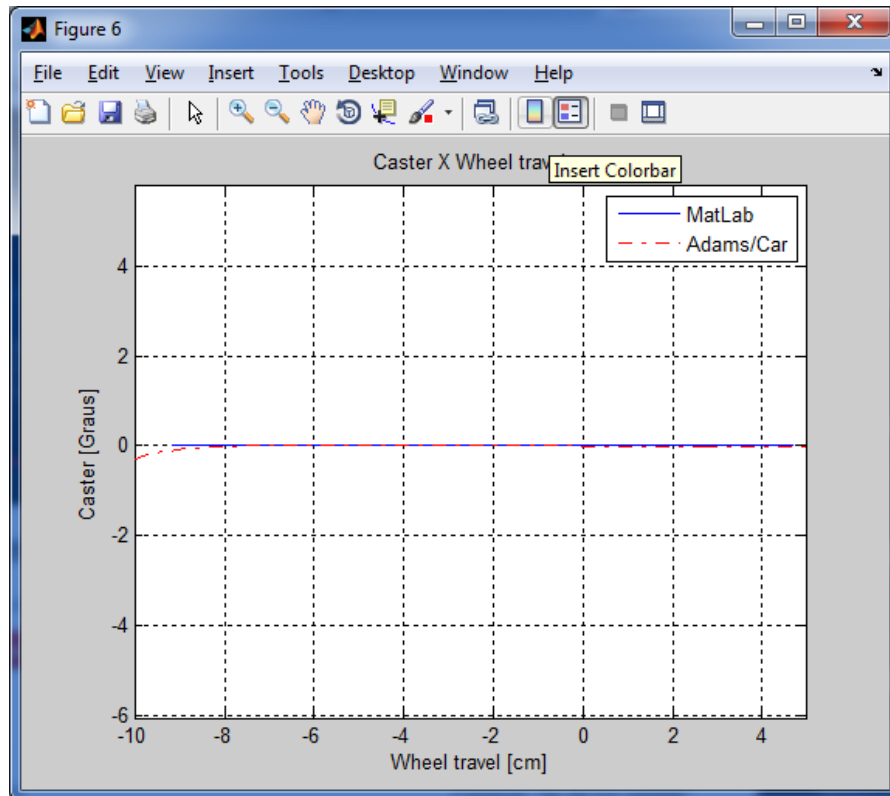 Figure 6
File Edit View Insert Tools Desktop Window Help
Caster X Wheel
Insert Colorbar
MatLab
Adams/Car
4
2
0
-2
-4
-6
Caster [Graus]
-10 -8 -6 -4 -2 0 2 4
Wheel travel [cm]